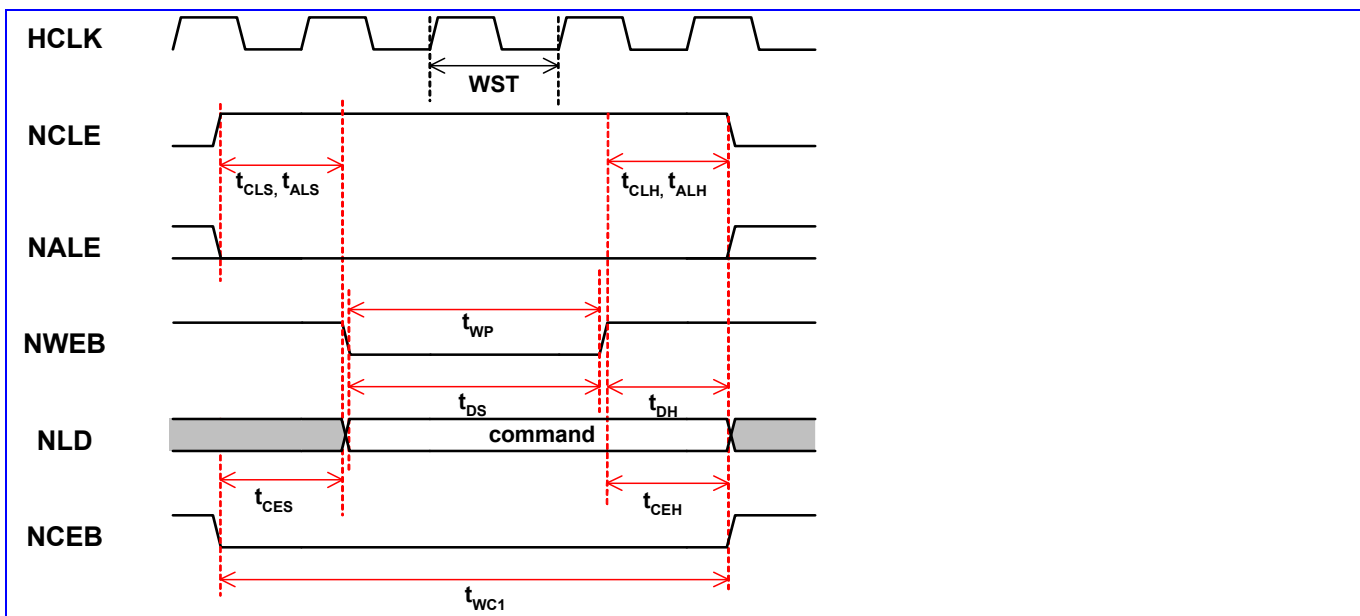 HCLK
WST
NCLE
tCLS, tALS
tCLH, tALH
NALE
tWP
NWEB
tDS
tDH
command
NLD
tCES
tCEH
NCEB
tWC1